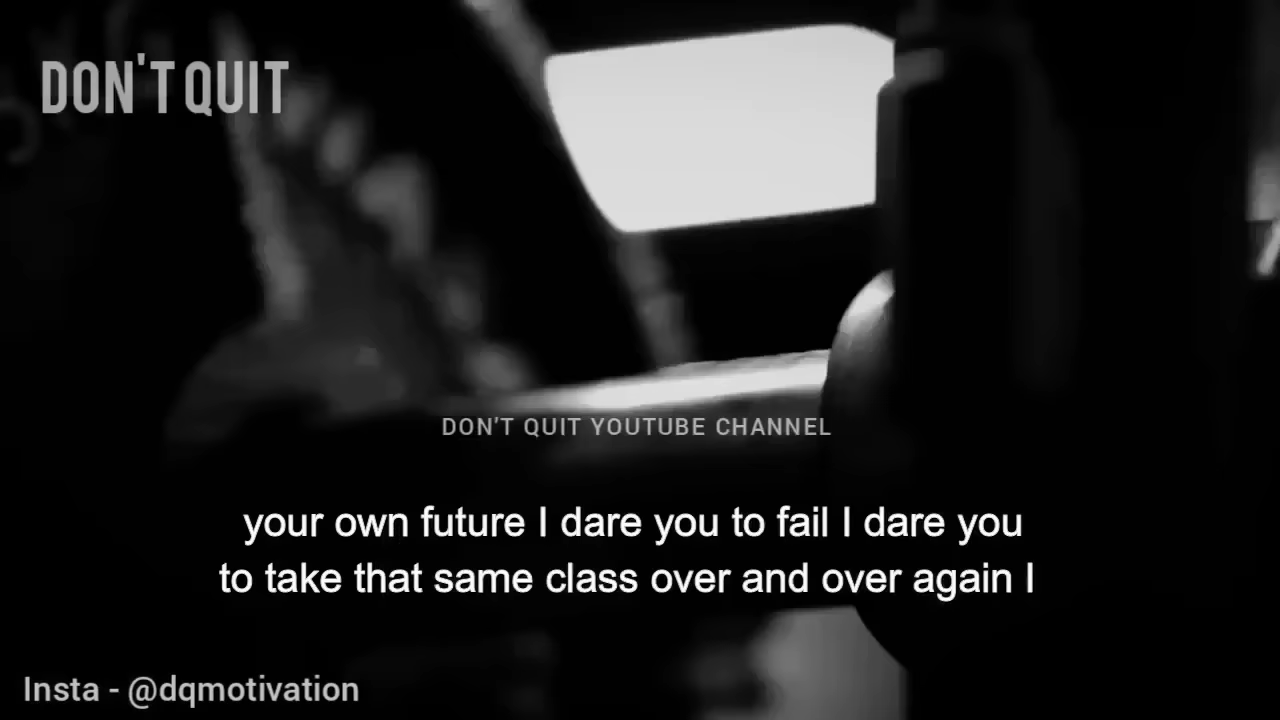 DON'T QUIT
DON'T QUIT YOUTUBE CHANNEL
your own future I dare you to fail I dare you
to take that same class over and over again I
Insta - @dqmotivation